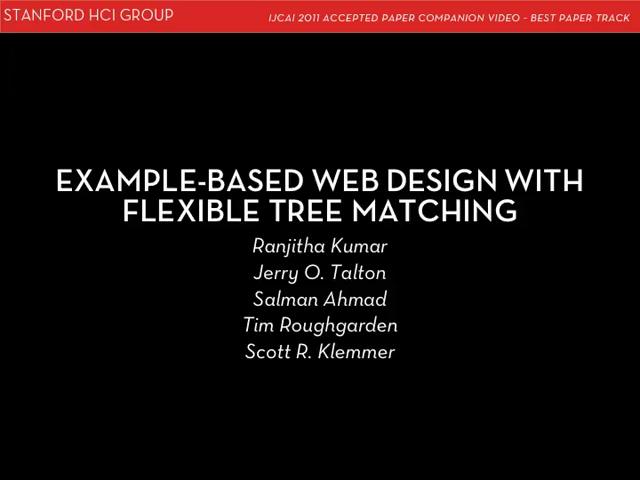 STANFORD HCI GROUP
IJCAI 2011 ACCEPTED PAPER COMPANION VIDEO - BEST PAPER TRACK
EXAMPLE-BASED WEB DESIGN WITH
FLEXIBLE TREE MATCHING
Ranjitha Kumar
Jerry O. Talton
Salman Ahmad
Tim Roughgarden
Scott R. Klemmer